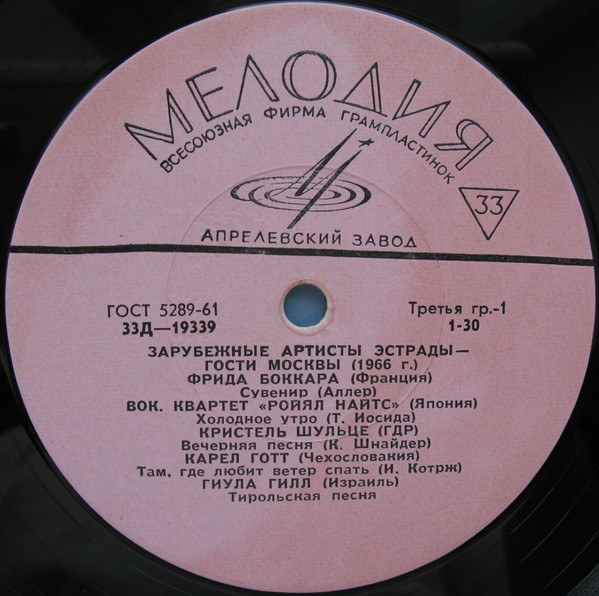 МЕЛОДИЯ
ВСЕСОЮЗНАЯ ФИРМА ГРАМПЛАСТИНОК
33
АПРЕЛЕВСКИЙ ЗАВОД
ГОСТ 5289-61 Третья гр.-1
33Д—19339 1-30
ЗАРУБЕЖНЫЕ АРТИСТЫ ЭСТРАДЫ—
ГОСТИ МОСКВЫ (1966 г.)
ФРИДА БОККАРА (Франция)
Сувенир (Аллер)
ВОК. КВАРТЕТ «РОЙЯЛ НАЙТС» (Япония)
Холодное утро (Т. Иосида)
КРИСТЕЛЬ ШУЛЬЦЕ (ГДР)
Вечерняя песня (К. Шнайдер)
КАРЕЛ ГОТТ (Чехословакия)
Там, где любит ветер спать (И. Котрж)
ГИУЛА ГИЛЛ (Израиль)
Тирольская песня